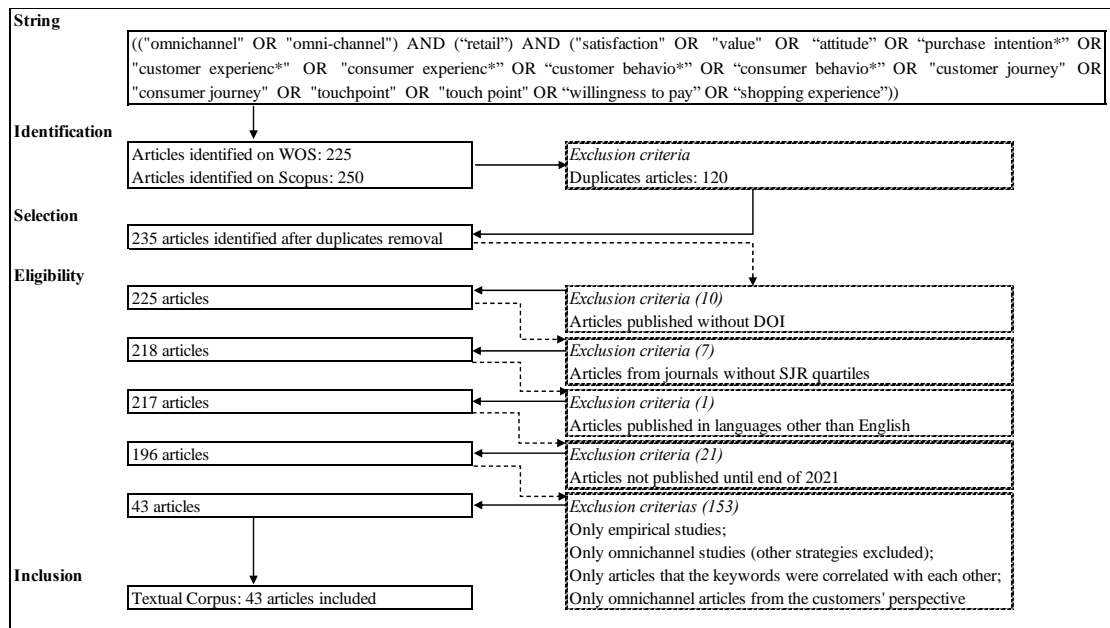 String
(("omnichannel" OR "omni-channel") AND (“retail”) AND ("satisfaction" OR "value" OR “attitude” OR “purchase intention*” OR
"customer experienc*" OR "consumer experienc*” OR “customer behavio*” OR “consumer behavio*” OR "customer journey" OR
"consumer journey" OR "touchpoint" OR "touch point" OR “willingness to pay” OR “shopping experience”))
Identification
Articles identified on WOS: 225
Articles identified on Scopus: 250
Exclusion criteria
Duplicates articles: 120
Selection
235 articles identified after duplicates removal
Eligibility
225 articles
Exclusion criteria (10)
Articles published without DOI
218 articles
Exclusion criteria (7)
Articles from journals without SJR quartiles
217 articles
Exclusion criteria (1)
Articles published in languages other than English
196 articles
Exclusion criteria (21)
Articles not published until end of 2021
43 articles
Exclusion criterias (153)
Only empirical studies;
Only omnichannel studies (other strategies excluded);
Only articles that the keywords were correlated with each other;
Only omnichannel articles from the customers' perspective
Inclusion
Textual Corpus: 43 articles included